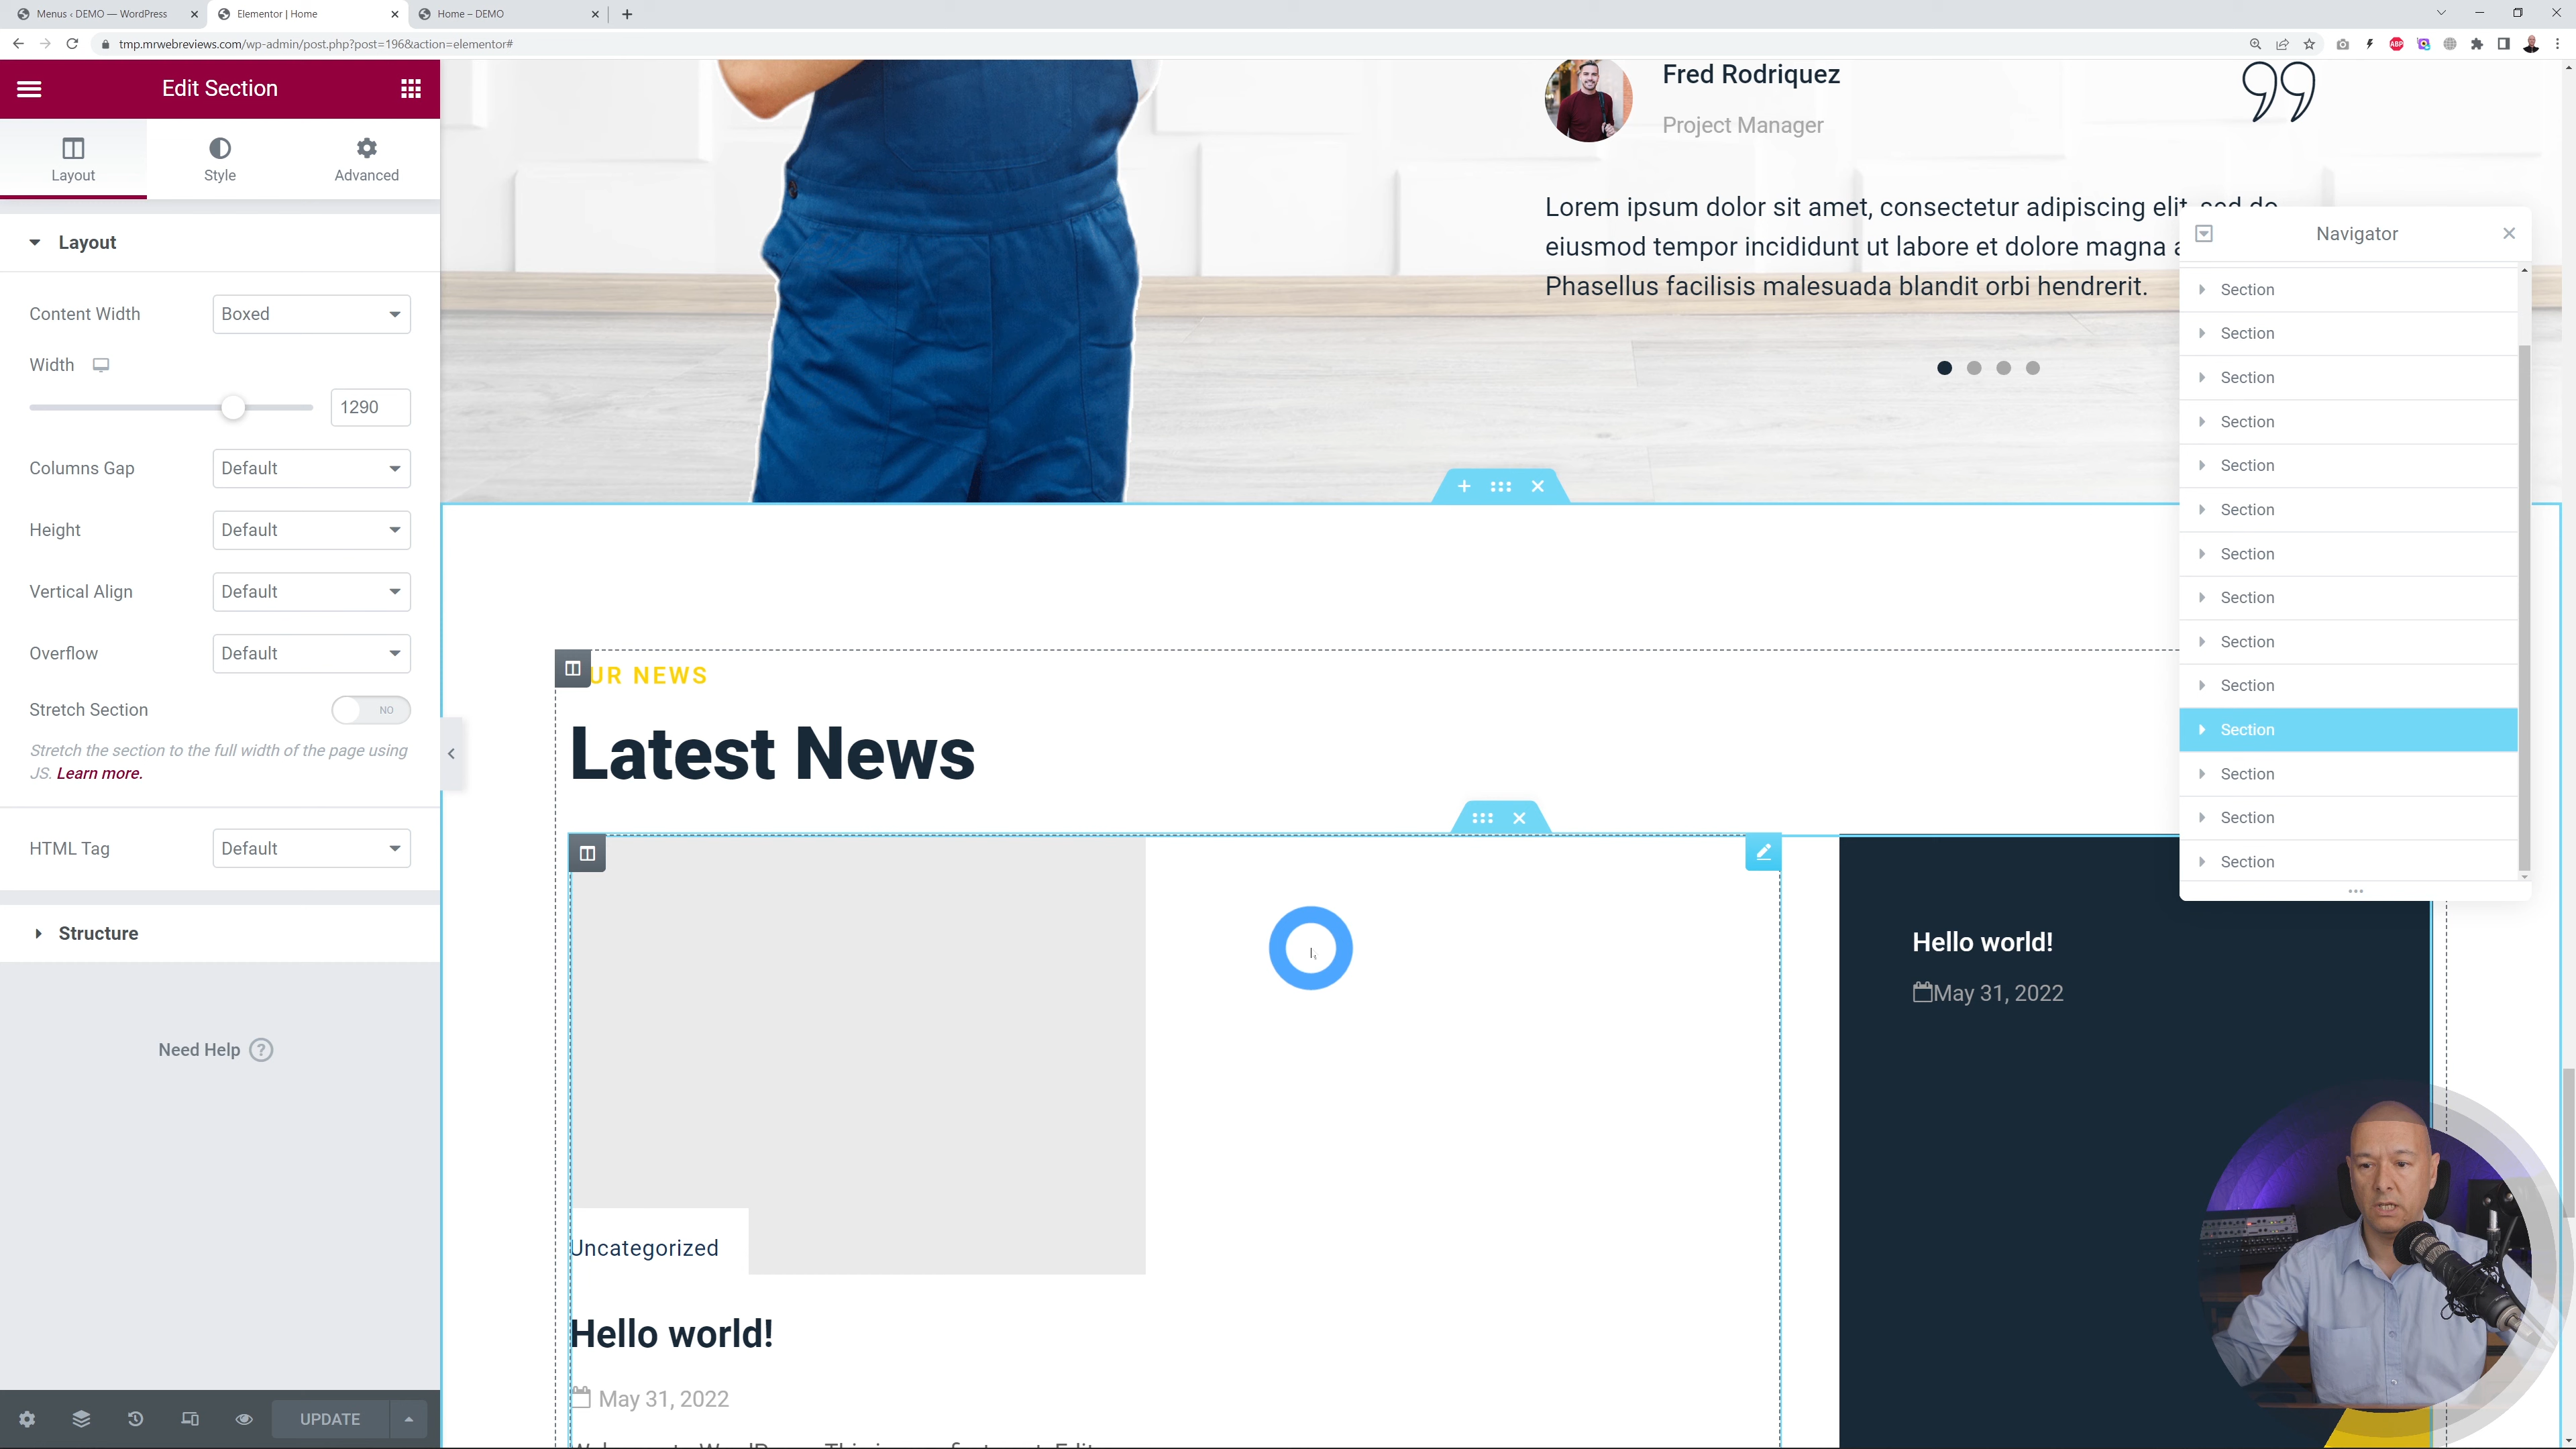 Menus ‹ DEMO — WordPress
Elementor | Home
Home – DEMO
tmp.mrwebreviews.com/wp-admin/post.php?post=196&action=elementor#
ABP
Edit Section
Layout
Style
Advanced
Layout
Content Width
Boxed
Width
1290
Columns Gap
Default
Height
Default
Vertical Align
Default
Overflow
Default
Stretch Section
NO
Stretch the section to the full width of the page using
JS. Learn more.
HTML Tag
Default
Structure
Need Help ?
UPDATE
Fred Rodriquez
Project Manager
Lorem ipsum dolor sit amet, consectetur adipiscing elit, sed do
eiusmod tempor incididunt ut labore et dolore magna a
Phasellus facilisis malesuada blandit orbi hendrerit.
UR NEWS
Latest News
Uncategorized
Hello world!
May 31, 2022
Hello world!
May 31, 2022
Navigator
Section
Section
Section
Section
Section
Section
Section
Section
Section
Section
Section
Section
Section
Section